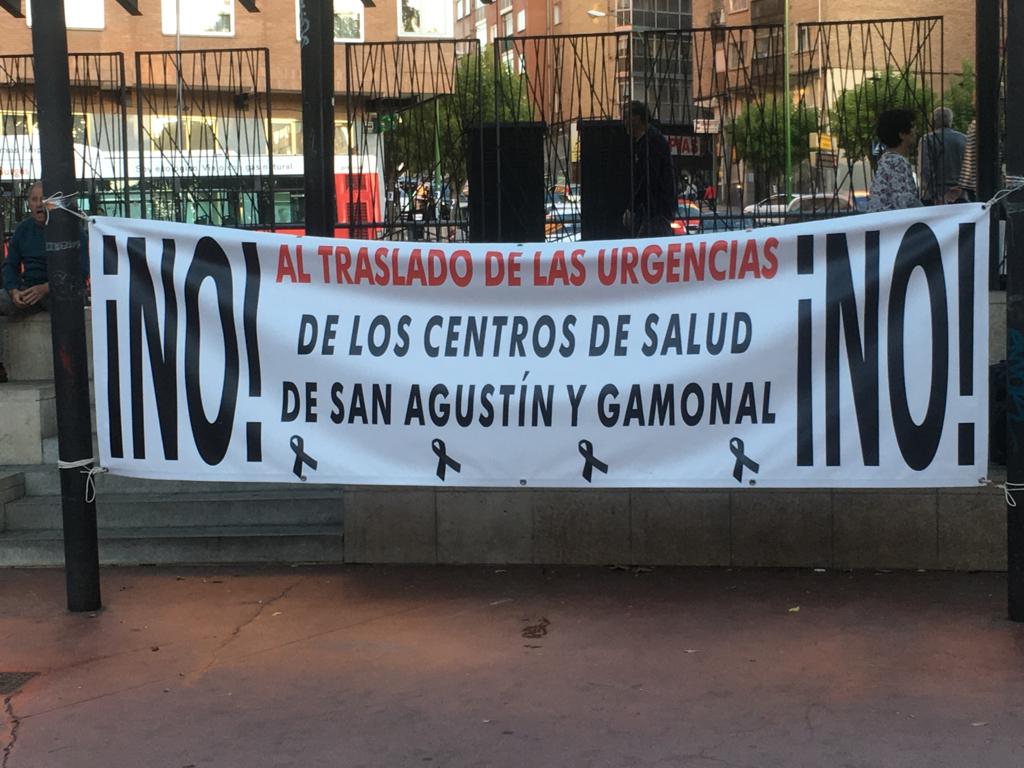 ¡NO!
AL TRASLADO DE LAS URGENCIAS
DE LOS CENTROS DE SALUD
DE SAN AGUSTÍN Y GAMONAL
¡NO!